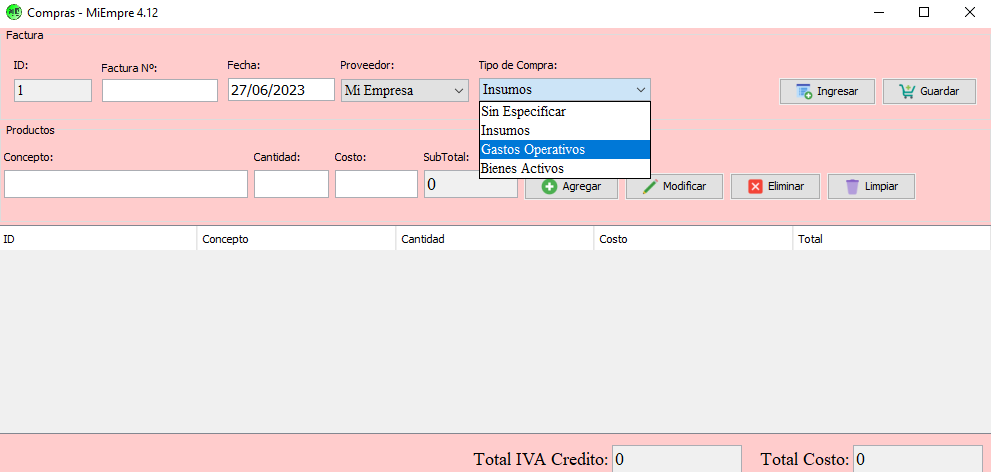 Compras - MiEmpre 4.12
Factura
ID: Factura Nº: Fecha: Proveedor: Tipo de Compra:
1 27/06/2023 Mi Empresa Insumos Ingresar Guardar
Sin Especificar
Insumos
Gastos Operativos
Bienes Activos
Productos
Concepto: Cantidad: Costo: SubTotal:
0 Agregar Modificar Eliminar Limpiar
ID Concepto Cantidad Costo Total
Total IVA Credito: 0 Total Costo: 0